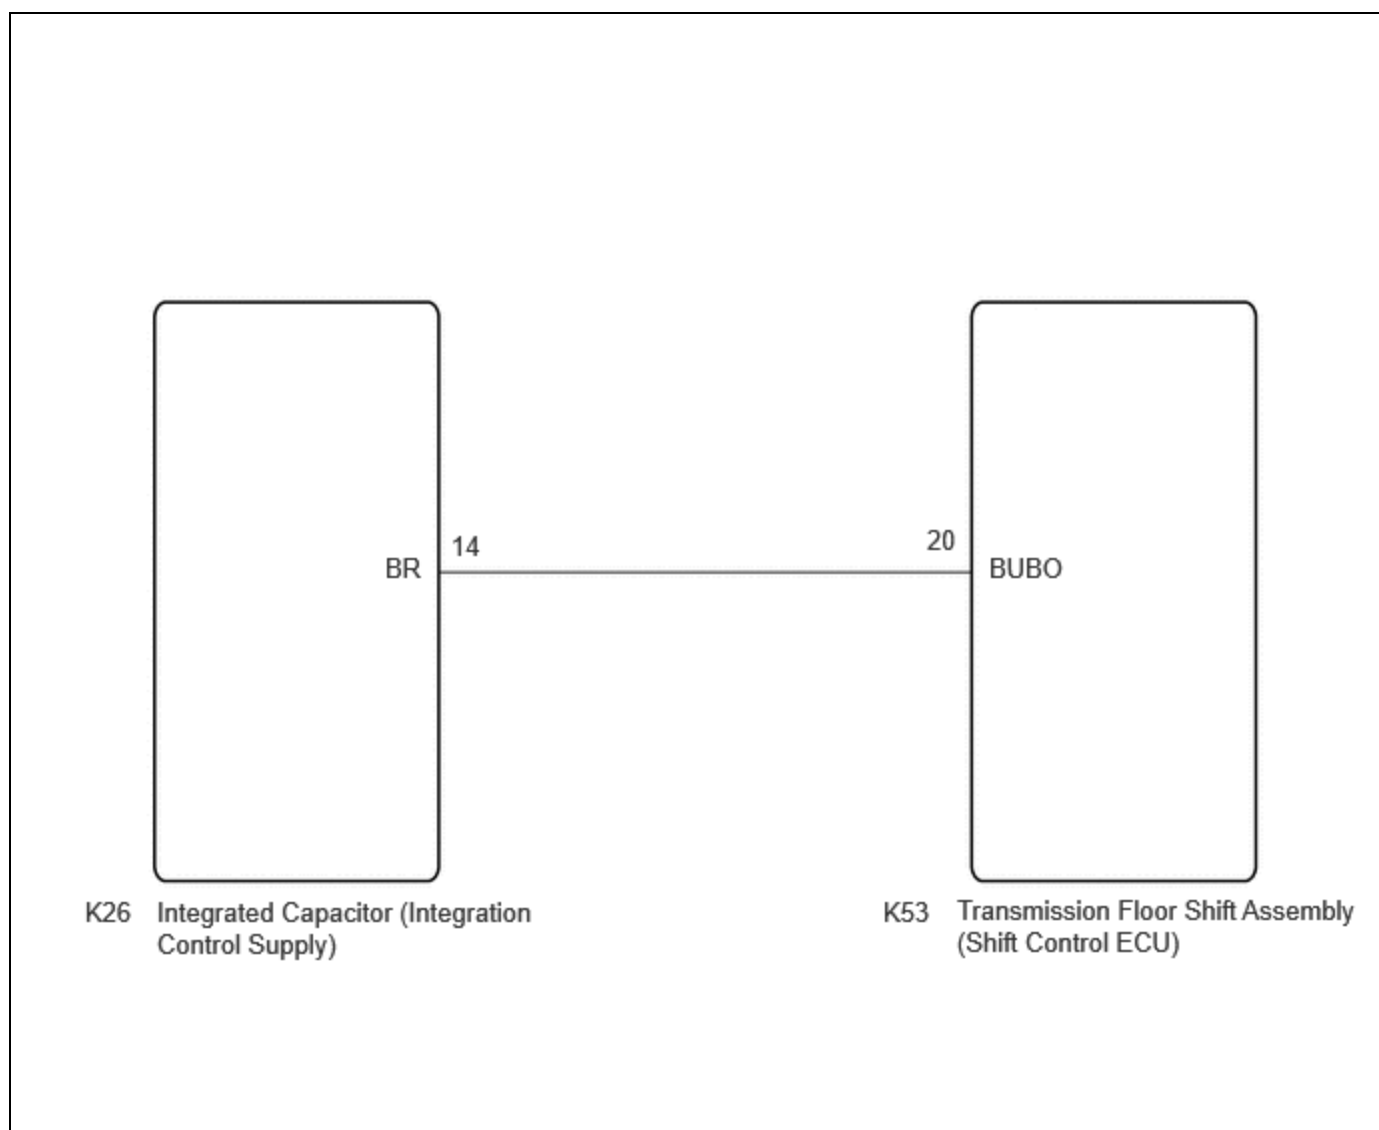 14
20
BR
BUBO
K26 Integrated Capacitor (Integration
Control Supply)
K53 Transmission Floor Shift Assembly
(Shift Control ECU)